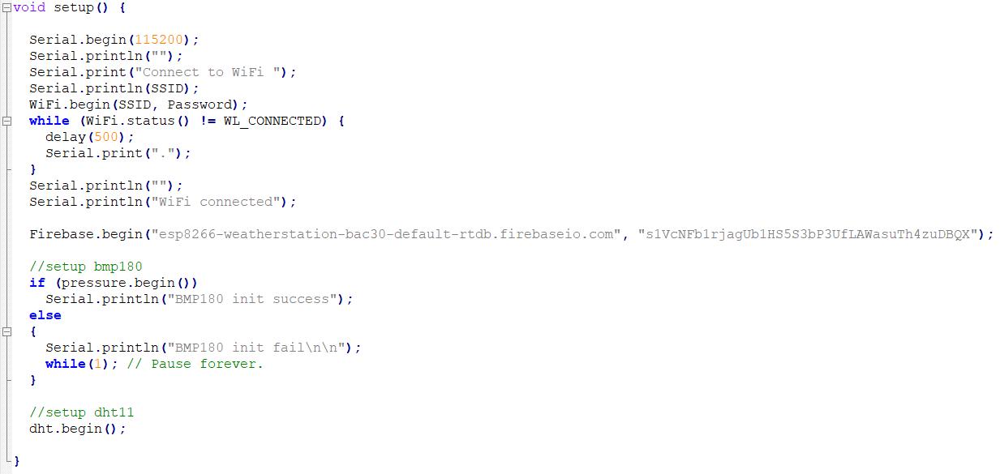 void setup() {
Serial.begin(115200);
Serial.println("");
Serial.print("Connect to WiFi ");
Serial.println(SSID);
WiFi.begin(SSID, Password);
while (WiFi.status() != WL_CONNECTED) {
delay(500);
Serial.print(".");
}
Serial.println("");
Serial.println("WiFi connected");
Firebase.begin("esp8266-weatherstation-bac30-default-rtdb.firebaseio.com", "s1VcNFb1rjagUb1HS5S3bP3UfLAWasuTh4zuDBQX");
//setup bmp180
if (pressure.begin())
Serial.println("BMP180 init success");
else
{
Serial.println("BMP180 init fail\n\n");
while(1); // Pause forever.
}
//setup dht11
dht.begin();
}